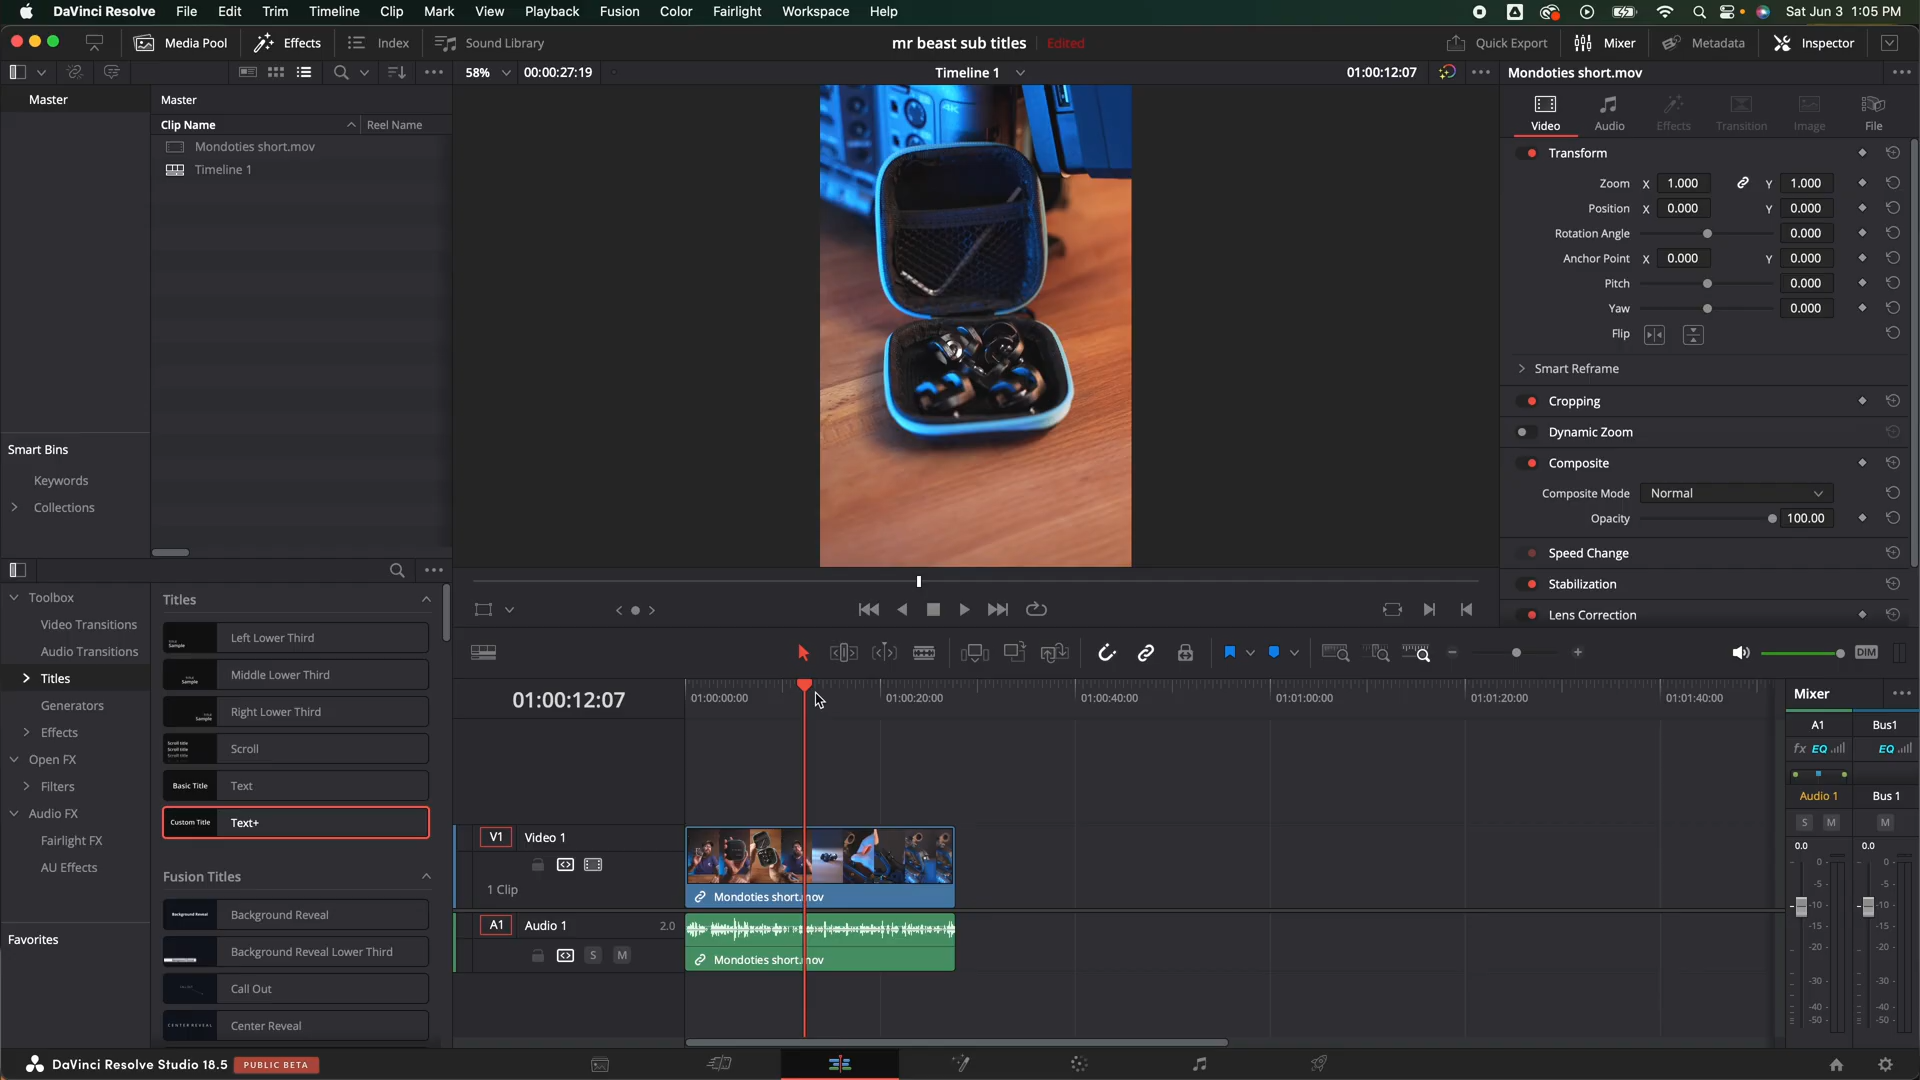 DaVinci Resolve File Edit Trim Timeline Clip Mark View Playback Fusion Color Fairlight Workspace Help Sat Jun 3 1:05 PM
Media Pool Effects Index Sound Library mr beast sub titles Edited Quick Export Mixer Metadata Inspector
58% 00:00:27:19 Timeline 1 01:00:12:07 Mondoties short.mov
Master
Master
Clip Name Reel Name
Mondoties short.mov
Timeline 1
Smart Bins
Keywords
Collections
Video Audio Effects Transition Image File
Transform
Zoom X 1.000 Y 1.000
Position X 0.000 Y 0.000
Rotation Angle 0.000
Anchor Point X 0.000 Y 0.000
Pitch 0.000
Yaw 0.000
Flip
Smart Reframe
Cropping
Dynamic Zoom
Composite
Composite Mode Normal
Opacity 100.00
Speed Change
Stabilization
Lens Correction
Toolbox
Video Transitions
Audio Transitions
Titles
Generators
Effects
Open FX
Filters
Audio FX
Fairlight FX
AU Effects
Favorites
Titles
Left Lower Third
Middle Lower Third
Right Lower Third
Scroll
Basic Title Text
Custom Title Text+
Fusion Titles
Background Reveal
Background Reveal Lower Third
Call Out
CENTER REVEAL Center Reveal
DIM
01:00:12:07
01:00:00:00 01:00:20:00 01:00:40:00 01:01:00:00 01:01:20:00 01:01:40:00
V1 Video 1
1 Clip
Mondoties short.mov
A1 Audio 1 2.0
S M
Mondoties short.mov
Mixer
A1 Bus1
fx EQ EQ
Audio 1 Bus 1
S M M
0.0 0.0
0 0
-5 -5
-10 -10
-15 -15
-20 -20
-30 -30
-40 -40
-50 -50
DaVinci Resolve Studio 18.5 PUBLIC BETA